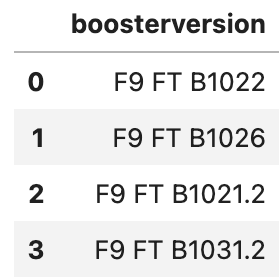 boosterversion
0 F9 FT B1022
1 F9 FT B1026
2 F9 FT B1021.2
3 F9 FT B1031.2